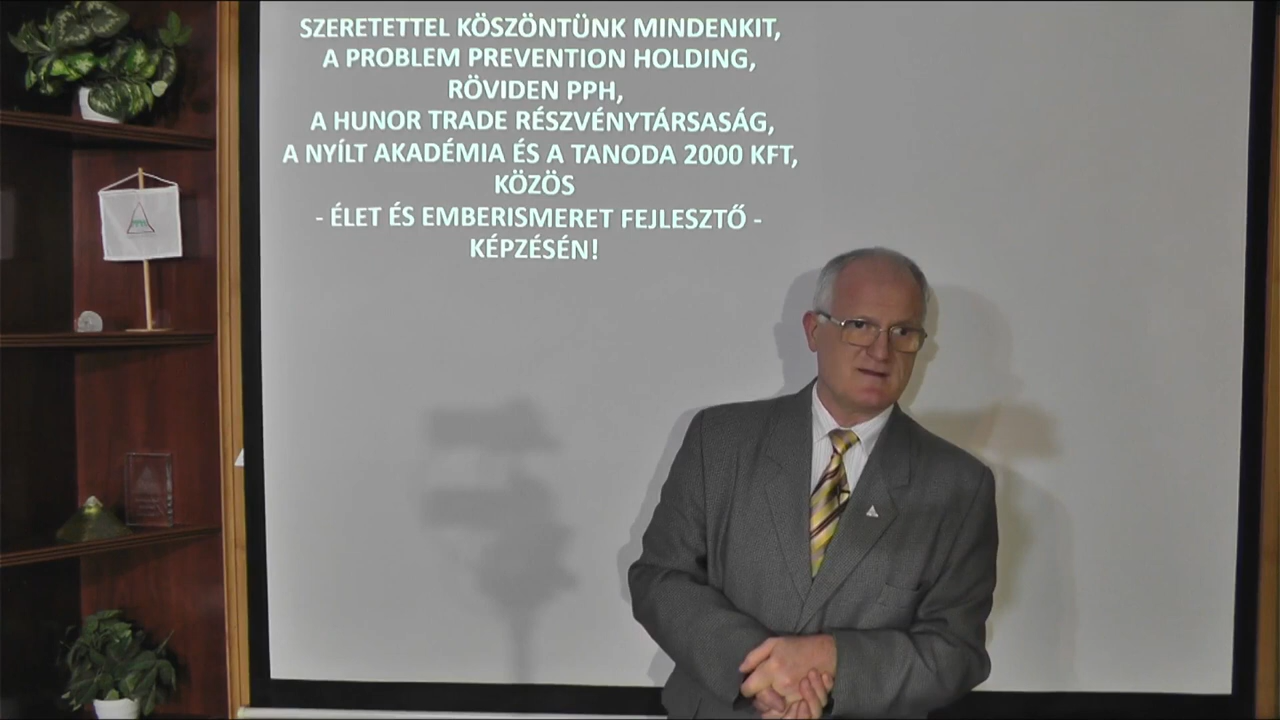 SZERETETTEL KÖSZÖNTÜNK MINDENKIT,
A PROBLEM PREVENTION HOLDING,
RÖVIDEN PPH,
A HUNOR TRADE RÉSZVÉNYTÁRSASÁG,
A NYÍLT AKADÉMIA ÉS A TANODA 2000 KFT,
KÖZÖS
- ÉLET ÉS EMBERISMERET FEJLESZTŐ -
KÉPZÉSÉN!